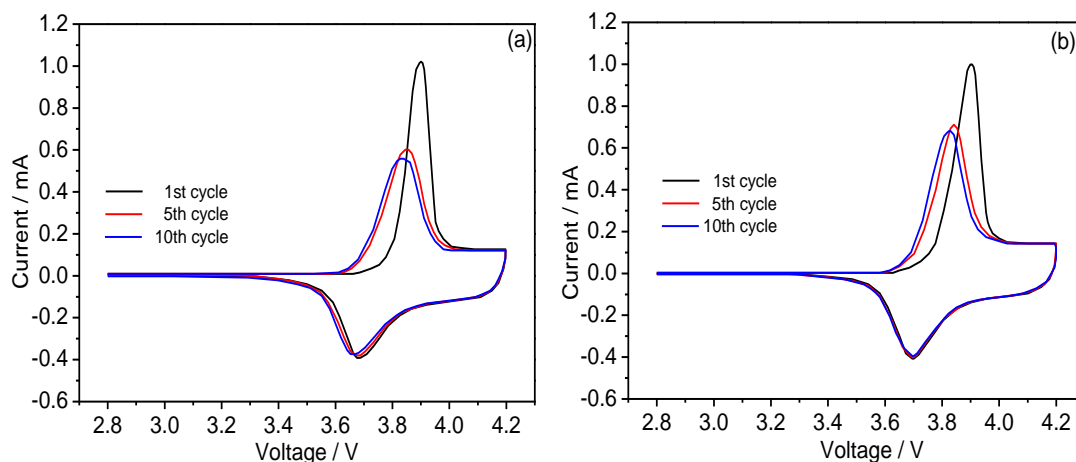 (a)
1.2
1.0
0.8
0.6
0.4
0.2
0.0
-0.2
-0.4
-0.6
Current / mA
1st cycle
5th cycle
10th cycle
2.8 3.0 3.2 3.4 3.6 3.8 4.0 4.2
Voltage / V
(b)
1.2
1.0
0.8
0.6
0.4
0.2
0.0
-0.2
-0.4
-0.6
Current / mA
1st cycle
5th cycle
10th cycle
2.8 3.0 3.2 3.4 3.6 3.8 4.0 4.2
Voltage / V